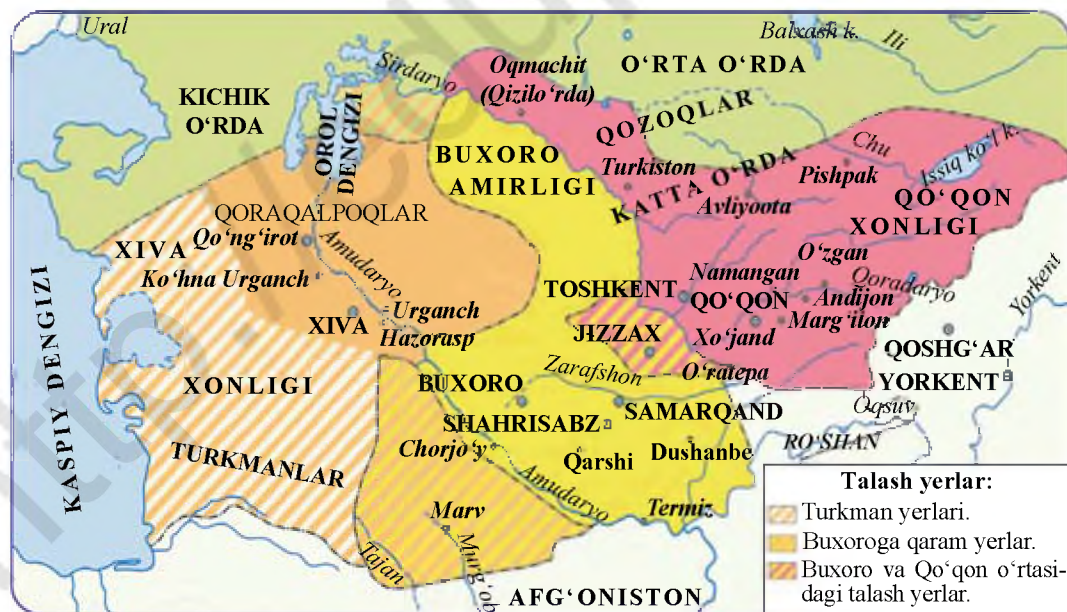 Ural
Balxash k.
Ili
Sirdaryo
Oqmachit
(Qizilo‘rda)
O‘RTA O‘RDA
KICHIK
O‘RDA
OROL
DENGIZI
QOZOQLAR
BUXORO
AMIRLIGI
Turkiston
KATTA O‘RDA
Chu
Pishpak
Issiq ko‘l k.
Avliyoota
QO‘QON
XONLIGI
QORAQALPOQLAR
XIVA
Qo‘ng‘irot
Amudaryo
Ko‘hna Urganch
O‘zgan
Namangan
Qoradaryo
TOSHKENT
QO‘QON
Andijon
Yorkent
Urganch
XIVA
Hazorasp
JIZZAX
Xo‘jand
Marg‘ilon
QOSHG‘AR
YORKENT
KASPIY DENGIZI
XONLIGI
BUXORO
Zarafshon
O‘ratepa
Oqsuv
SHAHRISABZ
SAMARQAND
RO‘SHAN
TURKMANLAR
Chorjo‘y
Qarshi
Dushanbe
Amudaryo
Termiz
Marv
Tajan
Murg‘ob
AFG‘ONISTON
Talash yerlar:
Turkman yerlari.
Buxoroga qaram yerlar.
Buxoro va Qo‘qon o‘rtasi-
dagi talash yerlar.